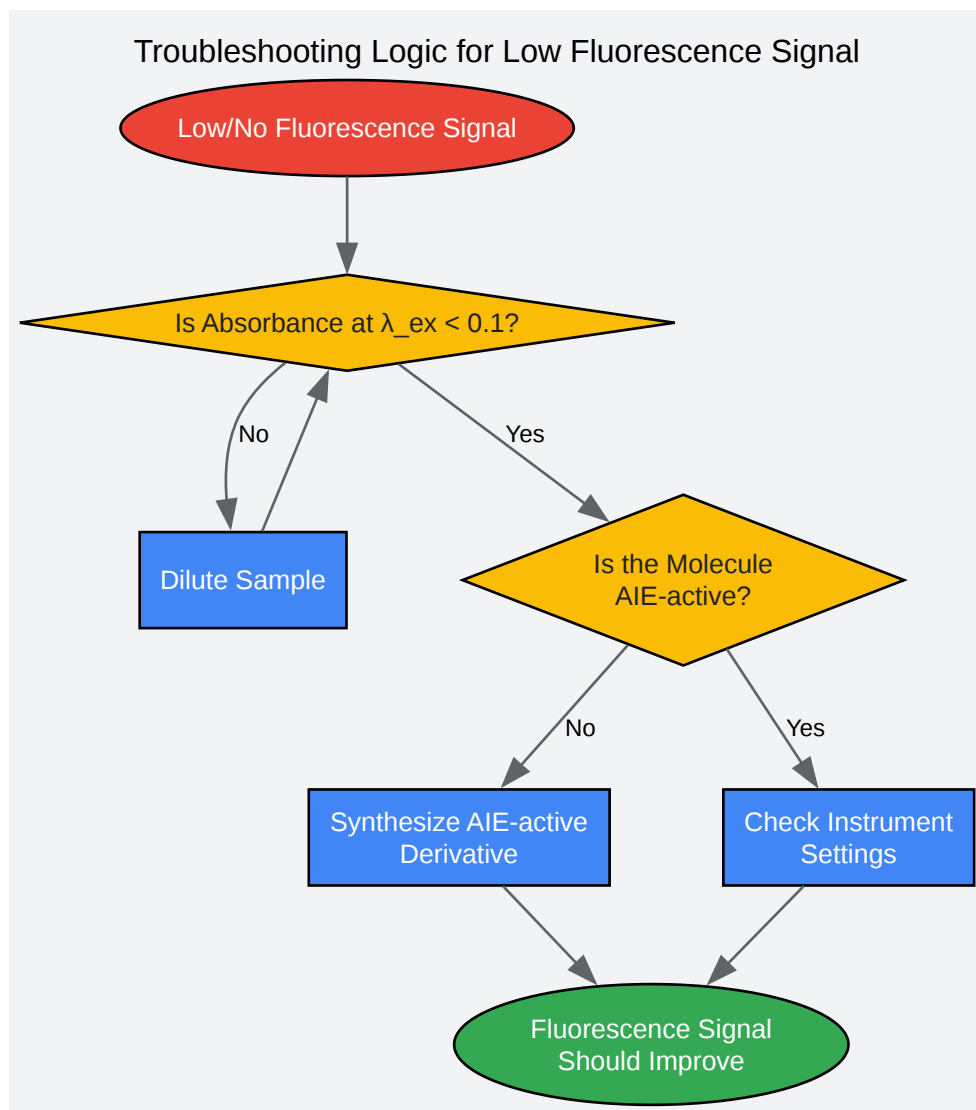 Troubleshooting Logic for Low Fluorescence Signal
Low/No Fluorescence Signal
Is Absorbance at λ_ex < 0.1?
No
Yes
Dilute Sample
Is the Molecule
AIE-active?
No
Yes
Synthesize AIE-active
Derivative
Check Instrument
Settings
Fluorescence Signal
Should Improve